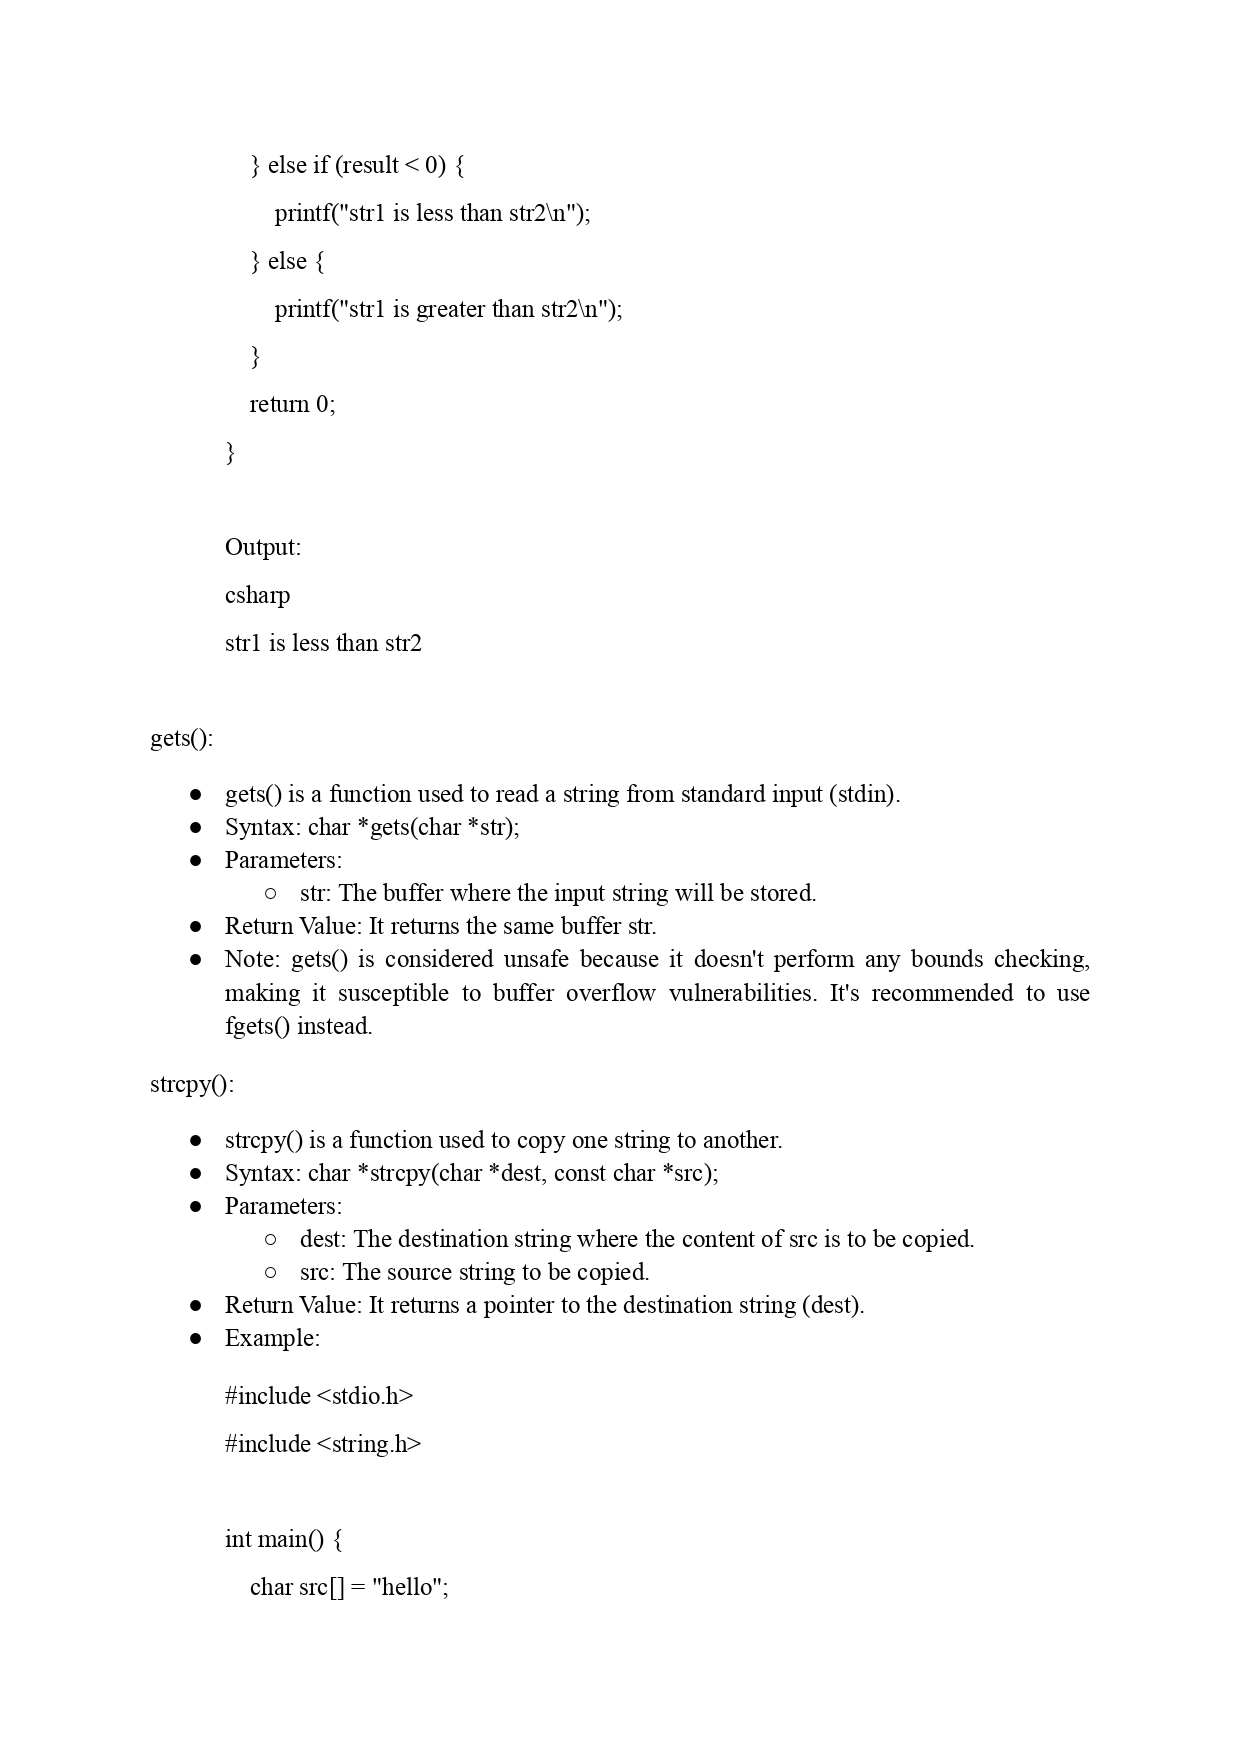 } else if (result < 0) {
printf("str1 is less than str2\n");
} else {
printf("str1 is greater than str2\n");
}
return 0;
}
Output:
csharp
str1 is less than str2
gets():
● gets() is a function used to read a string from standard input (stdin).
● Syntax: char *gets(char *str);
● Parameters:
○ str: The buffer where the input string will be stored.
● Return Value: It returns the same buffer str.
● Note: gets() is considered unsafe because it doesn't perform any bounds checking,
making it susceptible to buffer overflow vulnerabilities. It's recommended to use
fgets() instead.
strcpy():
● strcpy() is a function used to copy one string to another.
● Syntax: char *strcpy(char *dest, const char *src);
● Parameters:
○ dest: The destination string where the content of src is to be copied.
○ src: The source string to be copied.
● Return Value: It returns a pointer to the destination string (dest).
● Example:
#include <stdio.h>
#include <string.h>
int main() {
char src[] = "hello";